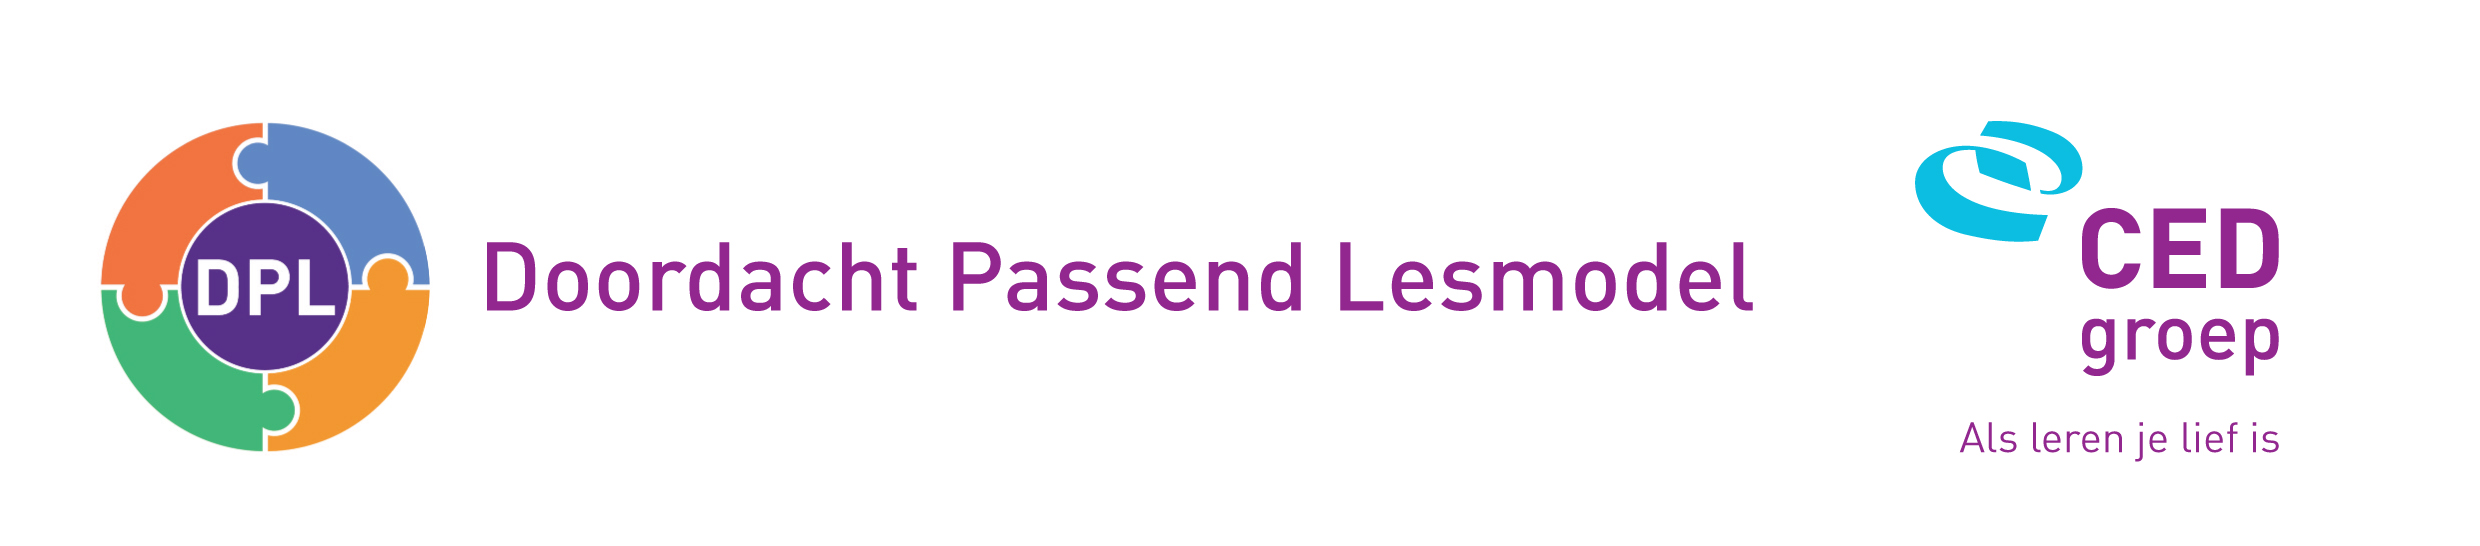 DPL
Doordacht Passend Lesmodel
CED
groep
Als leren je lief is